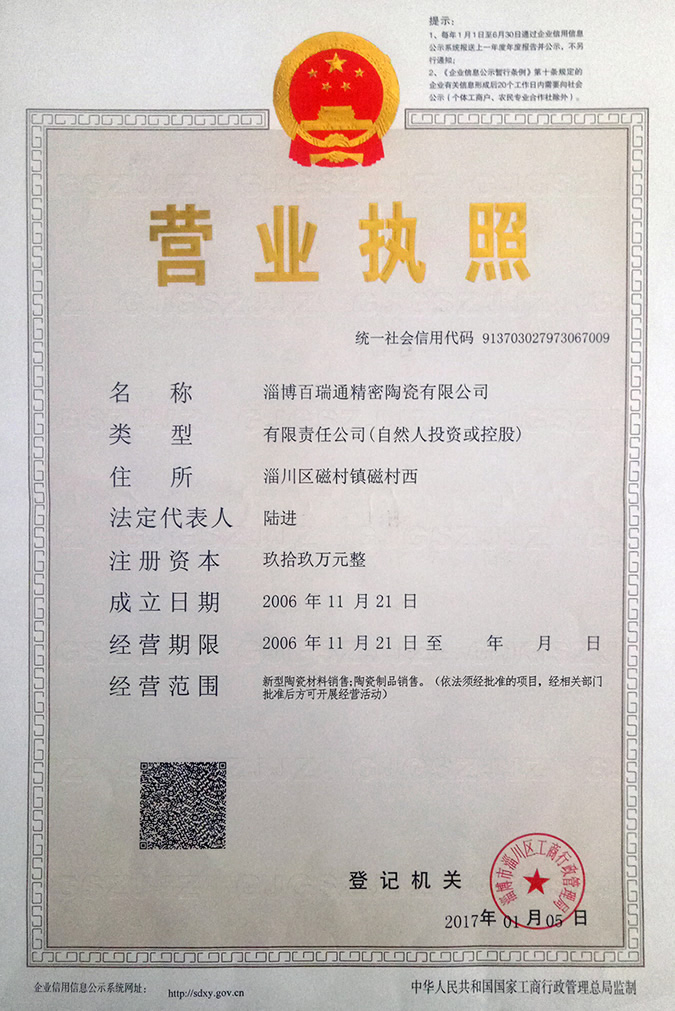 提示：
1、每年1月1日至6月30日通过企业信用信息
公示系统报送上一年度年度报告并公示，不另
行通知；
2、《企业信息公示暂行条例》第十条规定的
企业有关信息形成后20个工作日内需要向社会
公示（个体工商户、农民专业合作社除外）。
营业执照
统一社会信用代码 913703027973067009
名称 淄博百瑞通精密陶瓷有限公司
类型 有限责任公司(自然人投资或控股)
住所 淄川区磁村镇磁村西
法定代表人 陆进
注册资本 玖拾玖万元整
成立日期 2006 年 11 月 21 日
经营期限 2006 年 11 月 21 日 至 年 月 日
经营范围 新型陶瓷材料销售;陶瓷制品销售。（依法须经批准的项目，经相关部门
批准后方可开展经营活动）
淄博市淄川区工商行政管理局
登记机关
2017年 01 月 05 日
企业信用信息公示系统网址： http://sdxy.gov.cn
中华人民共和国国家工商行政管理总局监制